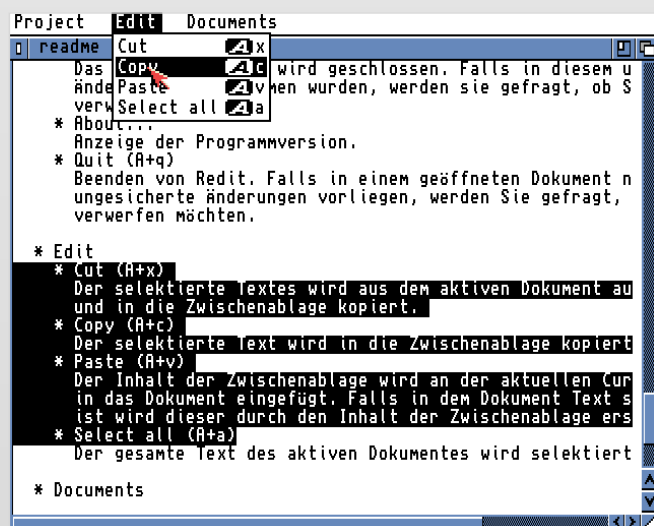 Project Edit Documents
readme
Cut A x
Copy A c
Paste A v
Select all A a
Das wird geschlossen. Falls in diesem u
ände men wurden, werden sie gefragt, ob S
verw
* About...
Anzeige der Programmversion.
* Quit (A+q)
Beenden von Redit. Falls in einem geöffneten Dokument n
ungesicherte Änderungen vorliegen, werden Sie gefragt,
verwerfen möchten.
* Edit
* Cut (A+x)
Der selektierte Textes wird aus dem aktiven Dokument au
und in die Zwischenablage kopiert.
* Copy (A+c)
Der selektierte Text wird in die Zwischenablage kopiert
* Paste (A+v)
Der Inhalt der Zwischenablage wird an der aktuellen Cur
in das Dokument eingefügt. Falls in dem Dokument Text s
ist wird dieser durch den Inhalt der Zwischenablage ers
* Select all (A+a)
Der gesamte Text des aktiven Dokumentes wird selektiert
* Documents